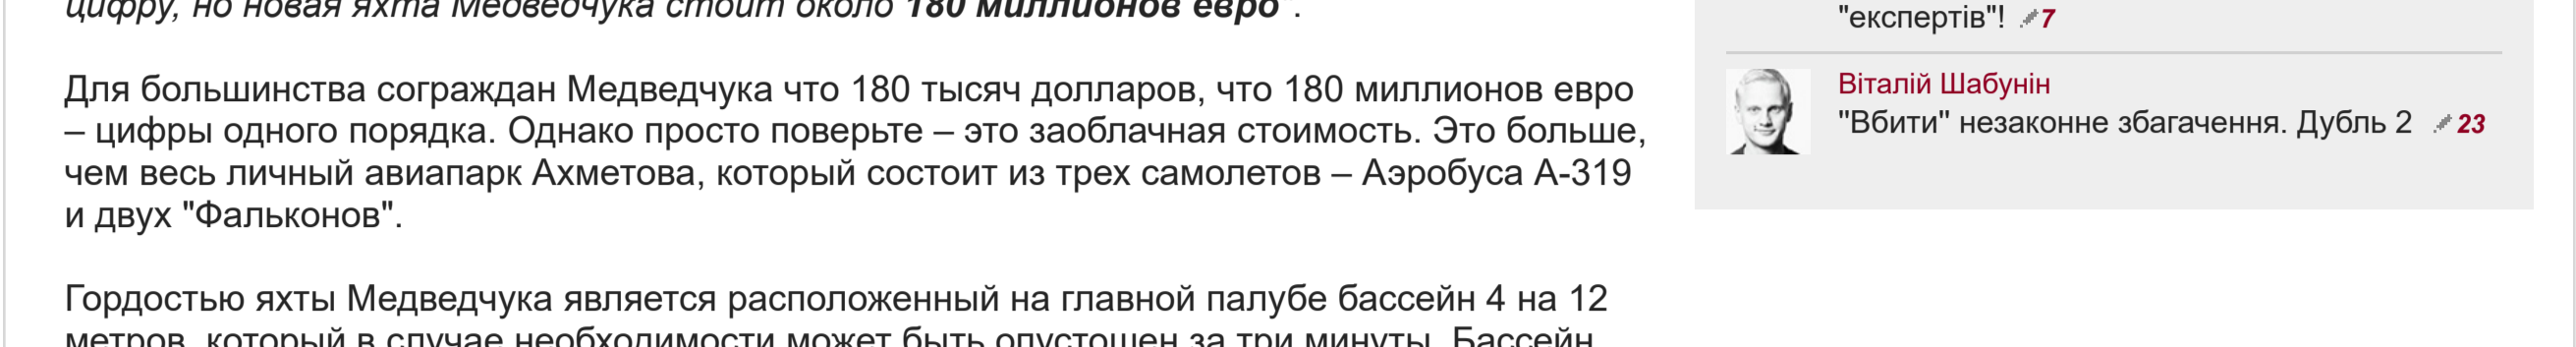 цифру, но новая яхта Медведчука стоит около 180 миллионов евро".
Для большинства сограждан Медведчука что 180 тысяч долларов, что 180 миллионов евро
– цифры одного порядка. Однако просто поверьте – это заоблачная стоимость. Это больше,
чем весь личный авиапарк Ахметова, который состоит из трех самолетов – Аэробуса А-319
и двух "Фальконов".
Гордостью яхты Медведчука является расположенный на главной палубе бассейн 4 на 12
метров, который в случае необходимости может быть опустошен за три минуты. Бассейн
"експертів"! 7
Віталій Шабунін
"Вбити" незаконне збагачення. Дубль 2 23